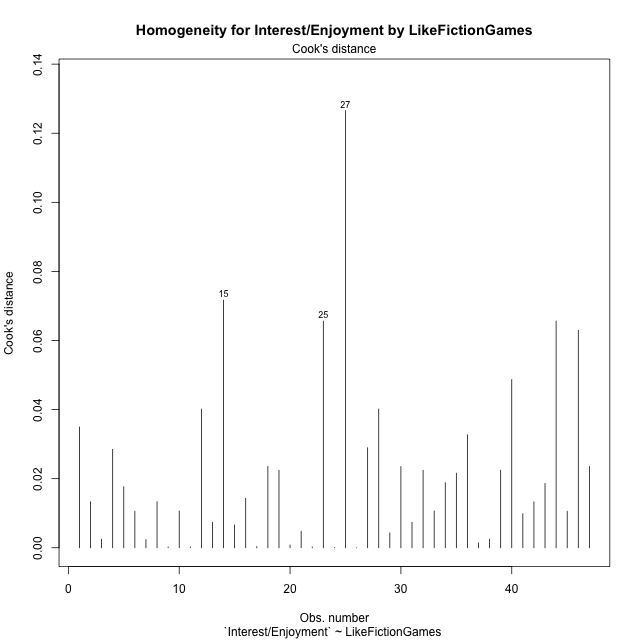 Homogeneity for Interest/Enjoyment by LikeFictionGames
Cook's distance
Cook's distance
0.14
0.12
0.10
0.08
0.06
0.04
0.02
0.00
27
15
25
0 10 20 30 40
Obs. number
`Interest/Enjoyment` ~ LikeFictionGames